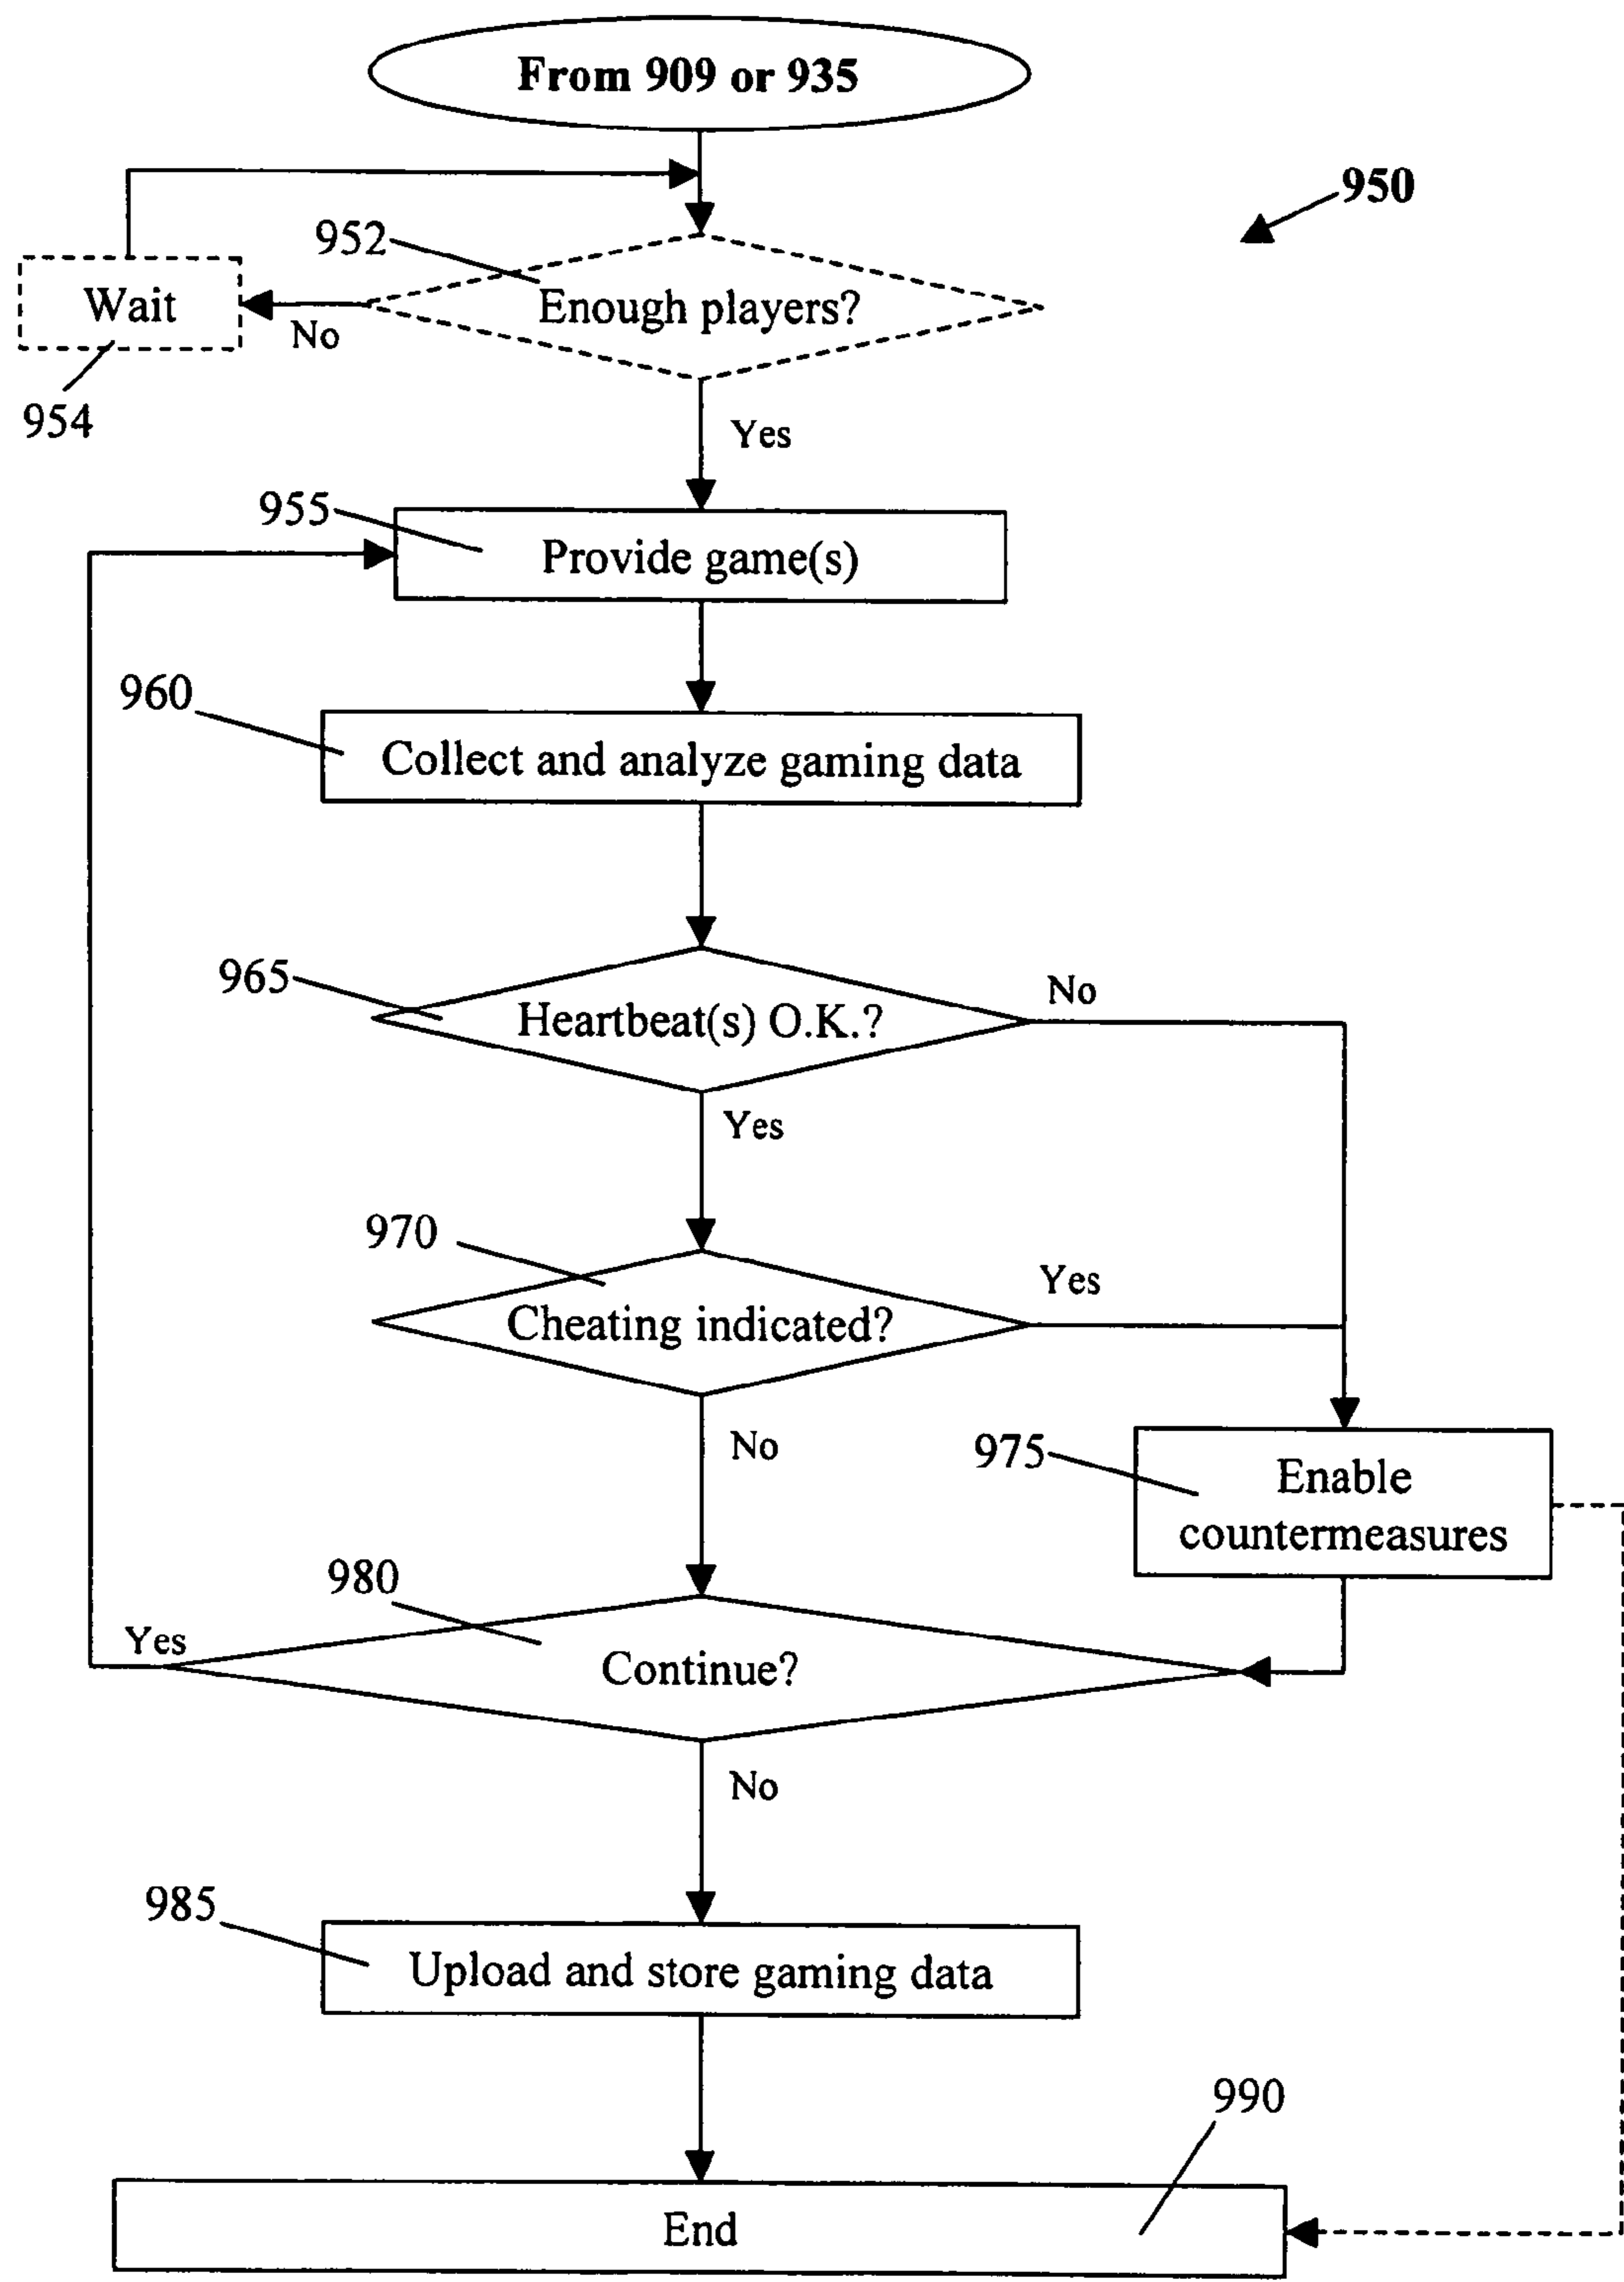 From 909 or 935
950
952
Enough players?
Wait
No
954
Yes
955
Provide game(s)
960
Collect and analyze gaming data
965
Heartbeat(s) O.K.?
No
Yes
970
Cheating indicated?
Yes
No
975
Enable
countermeasures
980
Yes
Continue?
No
985
Upload and store gaming data
990
End